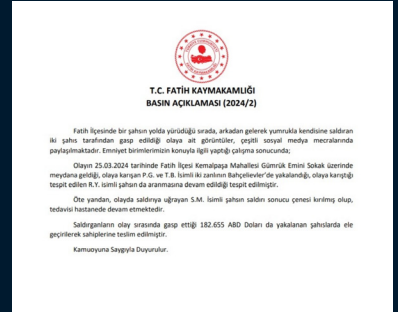 T.C. FATİH KAYMAKAMLIĞI
BASIN AÇIKLAMASI (2024/2)
Fatih İlçesinde bir şahsın yolda yürüdüğü sırada, arkadan gelerek yumrukla kendisine saldıran
iki şahıs tarafından gasp edildiği olaya ait görüntüler, çeşitli sosyal medya mecralarında
paylaşılmaktadır. Emniyet birimlerimizin konuyla ilgili yaptığı çalışma sonucunda;
Olayın 25.03.2024 tarihinde Fatih İlçesi Kemalpaşa Mahallesi Gümrük Emini Sokak üzerinde
meydana geldiği, olaya karışan P.G. ve T.B. İsimli iki zanlının Bahçelievler'de yakalandığı, olaya karıştığı
tespit edilen R.Y. isimli şahsın da aranmasına devam edildiği tespit edilmiştir.
Öte yandan, olayda saldırıya uğrayan S.M. İsimli şahsın saldırı sonucu çenesi kırılmış olup,
tedavisi hastanede devam etmektedir.
Saldırganların olay sırasında gasp ettiği 182.655 ABD Doları da yakalanan şahıslarda ele
geçirilerek sahiplerine teslim edilmiştir.
Kamuoyuna Saygıyla Duyurulur.